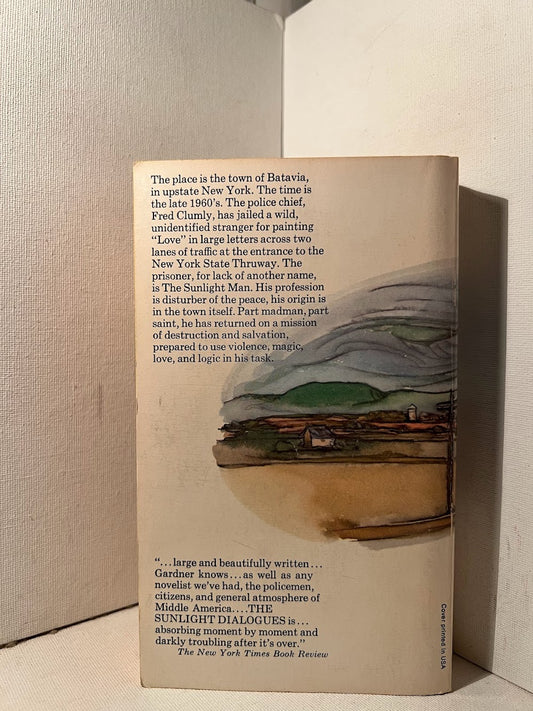 The place is the town of Batavia,
in upstate New York. The time is
the late 1960's. The police chief,
Fred Clumly, has jailed a wild,
unidentified stranger for painting
"Love" in large letters across two
lanes of traffic at the entrance to the
New York State Thruway. The
prisoner, for lack of another name,
is The Sunlight Man. His profession
is disturber of the peace, his origin is
in the town itself. Part madman, part
saint, he has returned on a mission
of destruction and salvation,
prepared to use violence, magic,
love, and logic in his task.
"...large and beautifully written...
Gardner knows...as well as any
novelist we've had, the policemen,
citizens, and general atmosphere of
Middle America....THE
SUNLIGHT DIALOGUES is...
absorbing moment by moment and
darkly troubling after it's over."
The New York Times Book Review
Cover printed in USA